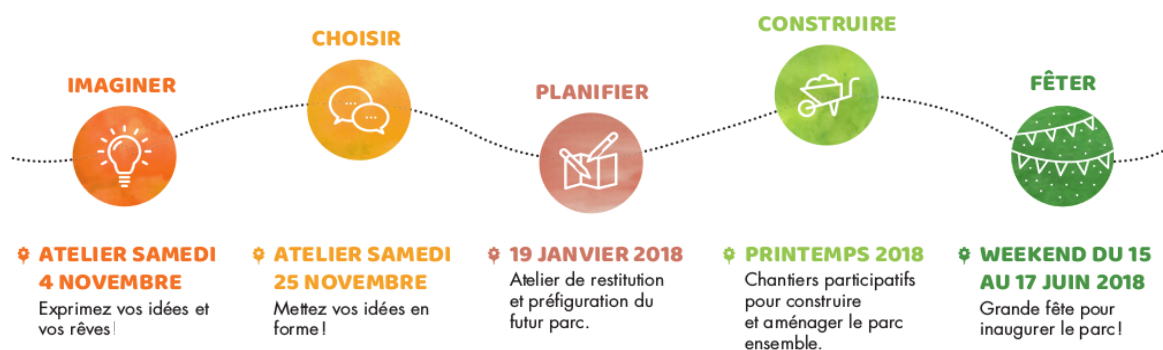 IMAGINER
CHOISIR
PLANIFIER
CONSTRUIRE
FÊTER
ATELIER SAMEDI
4 NOVEMBRE
Exprimez vos idées et
vos rêves!
ATELIER SAMEDI
25 NOVEMBRE
Mettez vos idées en
forme!
19 JANVIER 2018
Atelier de restitution
et préfiguration du
futur parc.
PRINTEMPS 2018
Chantiers participatifs
pour construire
et aménager le parc
ensemble.
WEEKEND DU 15
AU 17 JUIN 2018
Grande fête pour
inaugurer le parc!